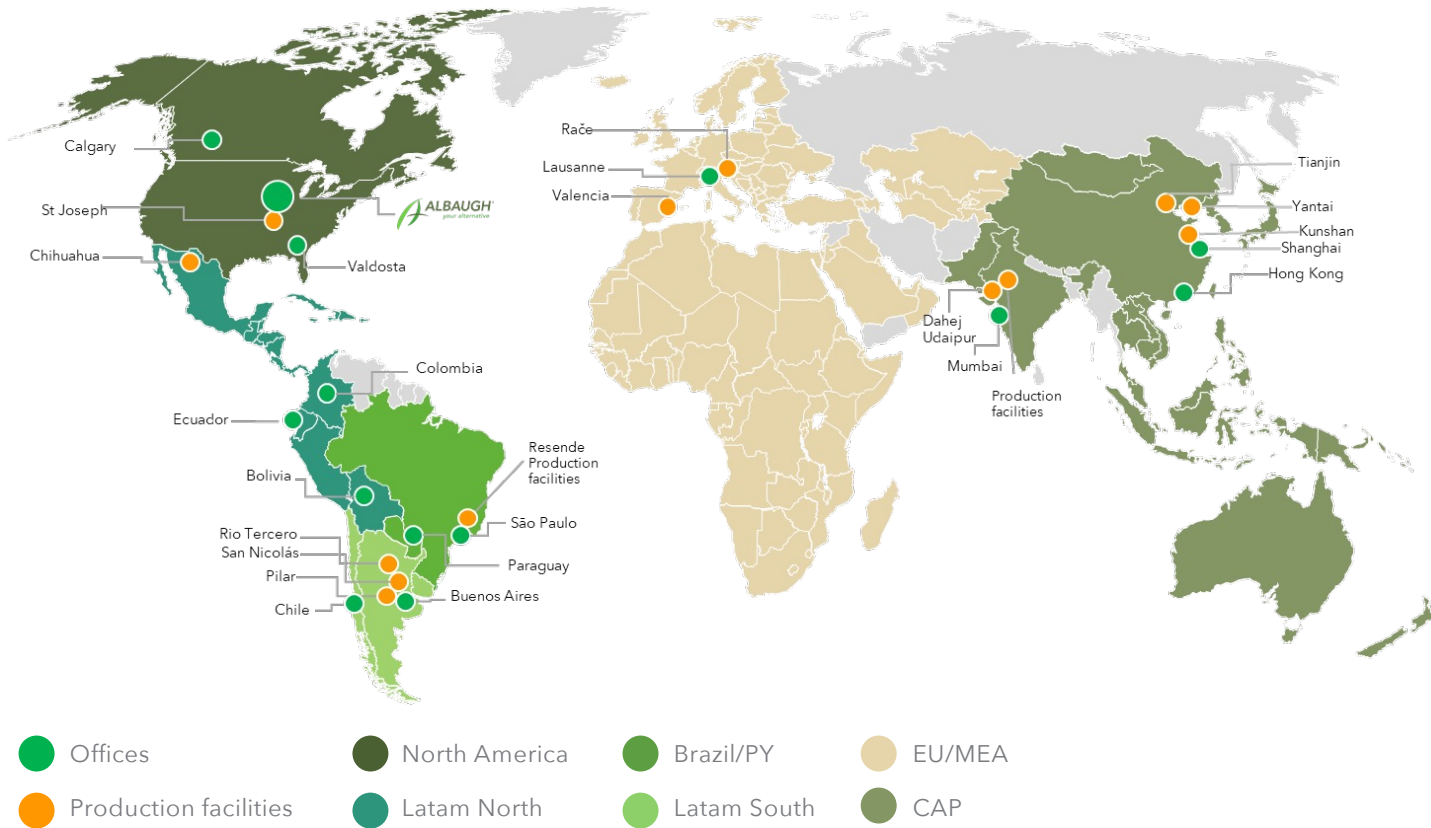 Calgary
St Joseph
Chihuahua
ALBAUGH
your alternative
Valdosta
Colombia
Ecuador
Bolivia
Resende
Production
facilities
São Paulo
Rio Tercero
San Nicolás
Pilar
Chile
Paraguay
Buenos Aires
Rače
Lausanne
Valencia
Tianjin
Yantai
Kunshan
Shanghai
Hong Kong
Dahej
Udaipur
Mumbai
Production
facilities
Offices
North America
Brazil/PY
EU/MEA
Production facilities
Latam North
Latam South
CAP